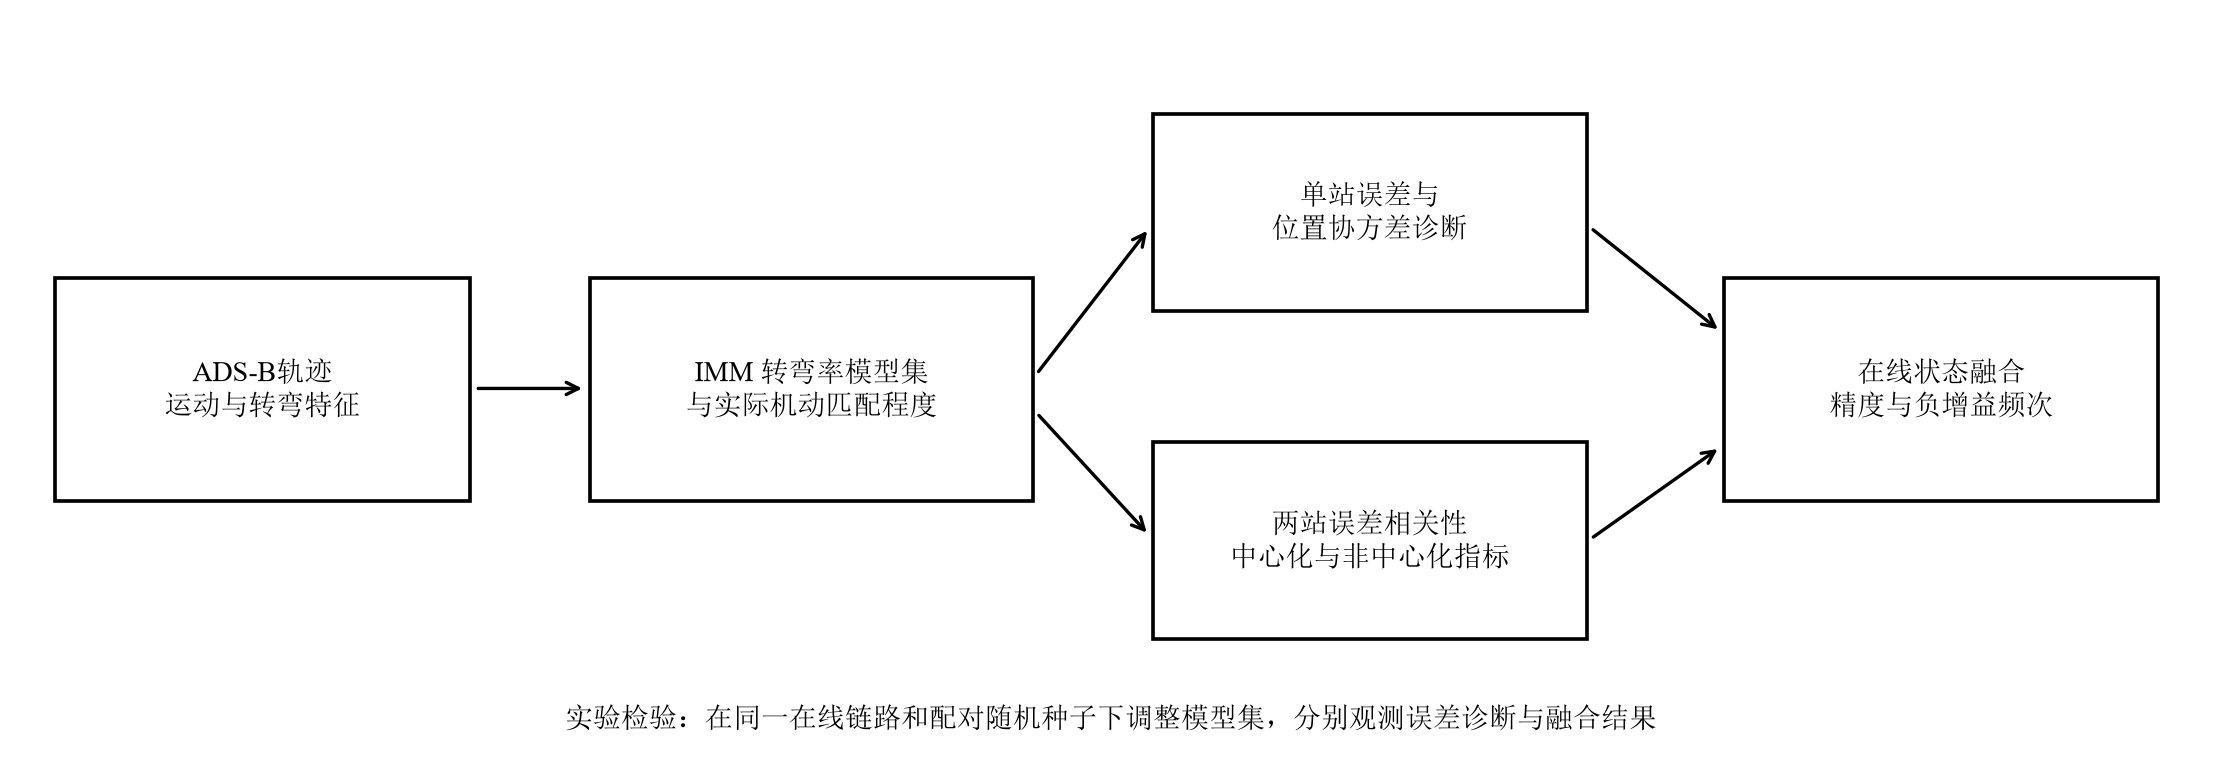 ADS-B轨迹
运动与转弯特征
IMM 转弯率模型集
与实际机动匹配程度
单站误差与
位置协方差诊断
两站误差相关性
中心化与非中心化指标
在线状态融合
精度与负增益频次
实验检验：在同一在线链路和配对随机种子下调整模型集，分别观测误差诊断与融合结果